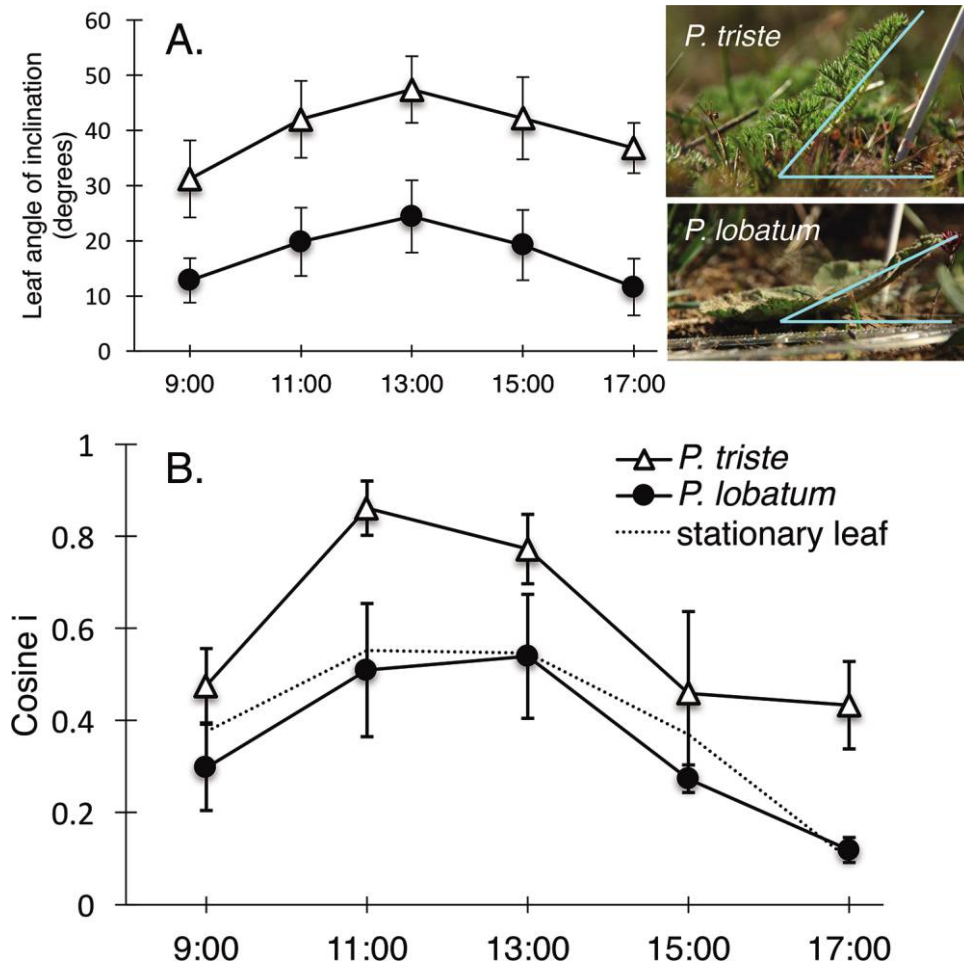 A.
60
50
40
30
20
10
0
Leaf angle of inclination
(degrees)
9:00 11:00 13:00 15:00 17:00
P. triste
P. lobatum
B.
1
0.8
0.6
0.4
0.2
0
Cosine i
P. triste
P. lobatum
stationary leaf
9:00 11:00 13:00 15:00 17:00